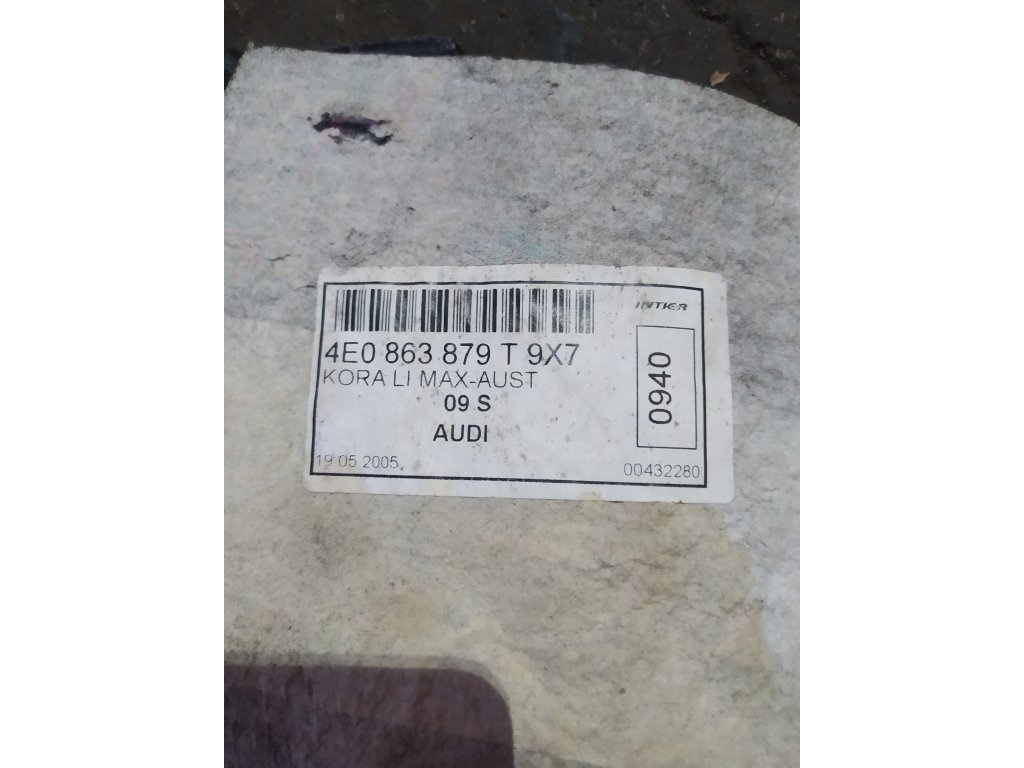 INTIER
4E0 863 879 T 9X7
KORA LI MAX-AUST
09 S
AUDI
0940
19.05.2005
00432280